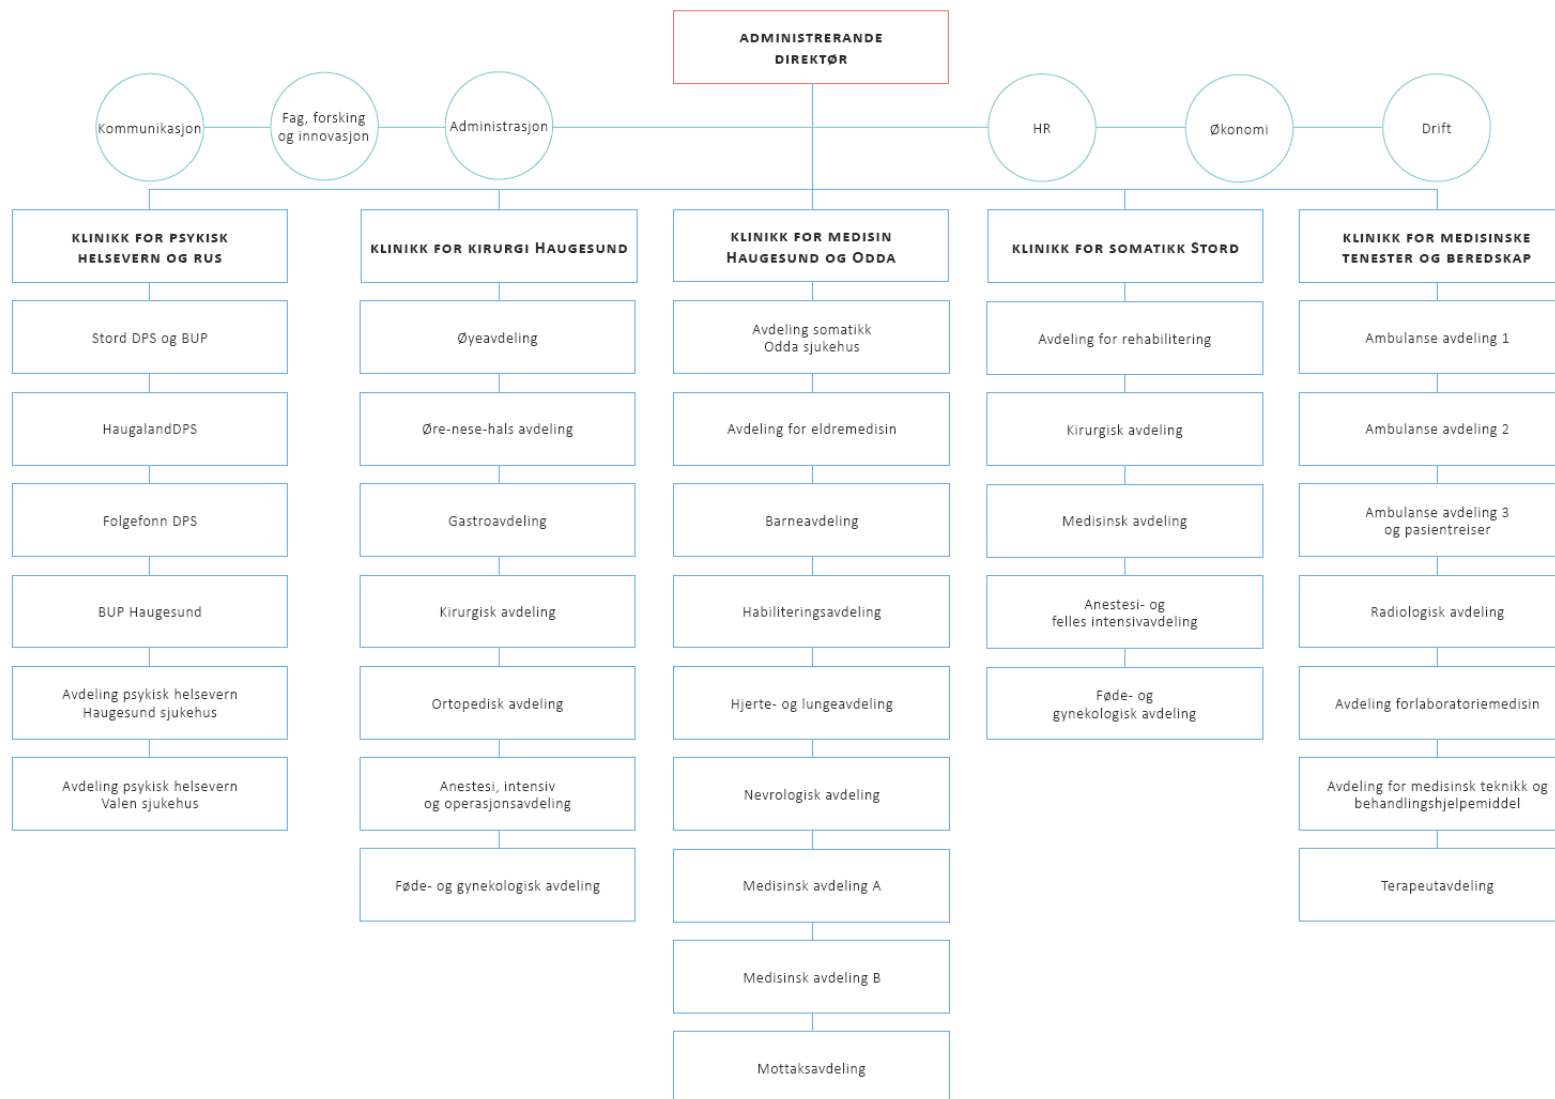 ADMINISTRERANDE
DIREKTØR
Kommunikasjon
Fag, forsking
og innovasjon
Administrasjon
HR
Økonomi
Drift
KLINIKK FOR PSYKISK
HELSEVERN OG RUS
Stord DPS og BUP
HaugalandDPS
Folgefonn DPS
BUP Haugesund
Avdeling psykisk helsevern
Haugesund sjukehus
Avdeling psykisk helsevern
Valen sjukehus
KLINIKK FOR KIRURGI HAUGESUND
Øyeavdeling
Øre-nese-hals avdeling
Gastroavdeling
Kirurgisk avdeling
Ortopedisk avdeling
Anestesi, intensiv
og operasjonsavdeling
Føde- og gynekologisk avdeling
KLINIKK FOR MEDISIN
HAUGESUND OG ODDA
Avdeling somatikk
Odda sjukehus
Avdeling for eldremedisin
Barneavdeling
Habiliteringsavdeling
Hjerte- og lungeavdeling
Nevrologisk avdeling
Medisinsk avdeling A
Medisinsk avdeling B
Mottaksavdeling
KLINIKK FOR SOMATIKK STORD
Avdeling for rehabilitering
Kirurgisk avdeling
Medisinsk avdeling
Anestesi- og
felles intensivavdeling
Føde- og
gynekologisk avdeling
KLINIKK FOR MEDISINSKE
TENESTER OG BEREDSKAP
Ambulanse avdeling 1
Ambulanse avdeling 2
Ambulanse avdeling 3
og pasientreiser
Radiologisk avdeling
Avdeling forlaboratoriemedisin
Avdeling for medisinsk teknikk og
behandlingshjelpemiddel
Terapeutavdeling